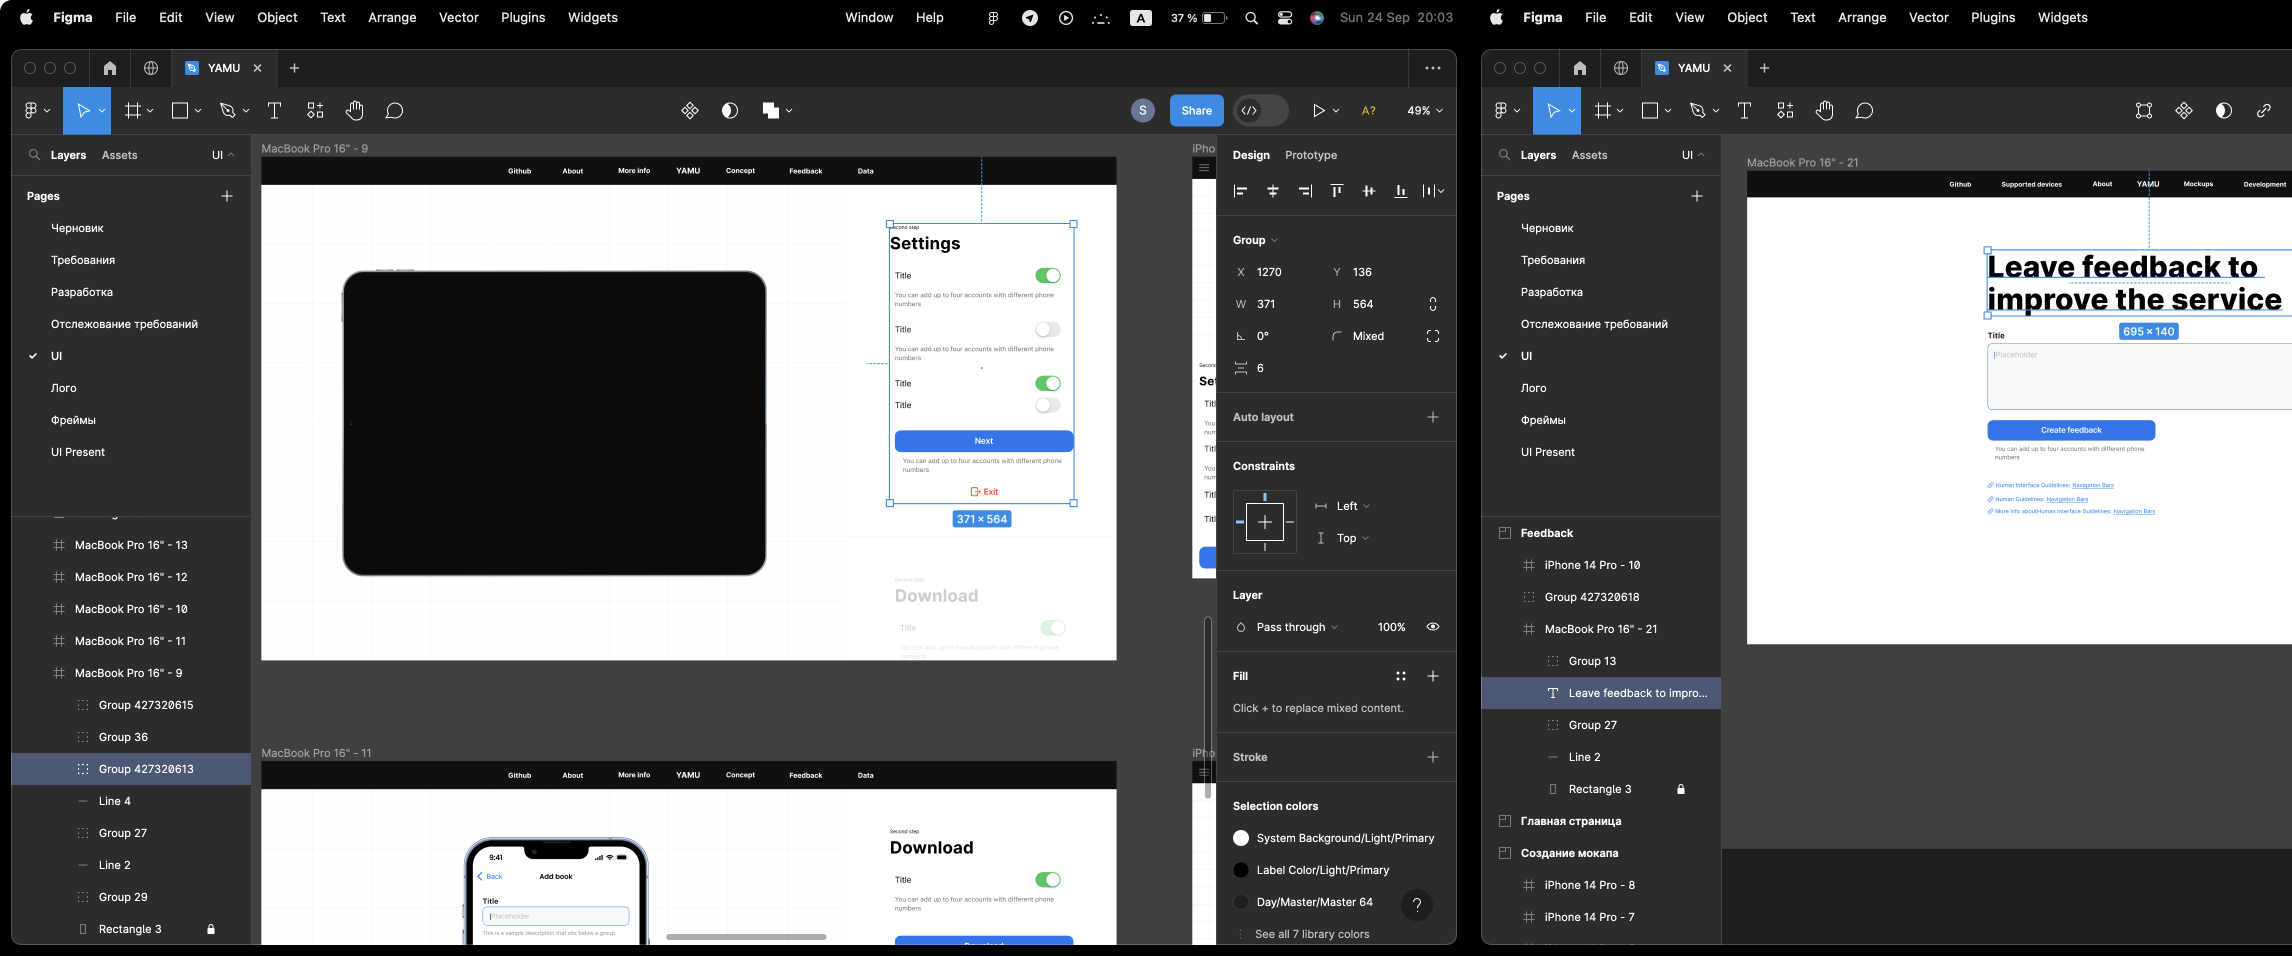 Figma File Edit View Object Text Arrange Vector Plugins Widgets Window Help A 37 % Sun 24 Sep 20:03
YAMU
S Share A? 49%
Layers Assets UI
Pages
Черновик
Требования
Разработка
Отслежование требований
UI
Лого
Фреймы
UI Present
MacBook Pro 16" - 13
MacBook Pro 16" - 12
MacBook Pro 16" - 10
MacBook Pro 16" - 11
MacBook Pro 16" - 9
Group 427320615
Group 36
Group 427320613
Line 4
Group 27
Line 2
Group 29
Rectangle 3
MacBook Pro 16" - 9
Github About More info YAMU Concept Feedback Data
Second step
Settings
Title
You can add up to four accounts with different phone
numbers
Title
You can add up to four accounts with different phone
numbers
Title
Title
Next
You can add up to four accounts with different phone
numbers
Exit
371 × 564
Second step
Download
Title
You can add up to four accounts with different phone
numbers
MacBook Pro 16" - 11
Github About More info YAMU Concept Feedback Data
9:41
Back Add book
Title
Placeholder
This is a sample description that sits below a group.
Second step
Download
Title
You can add up to four accounts with different phone
numbers
Download
iPho
Second
Set
Titl
You
num
Titl
You
num
Titl
Titl
iPho
Design Prototype
Group
X 1270 Y 136
W 371 H 564
0° Mixed
6
Auto layout
Constraints
Left
Top
Layer
Pass through 100%
Fill
Click + to replace mixed content.
Stroke
Selection colors
System Background/Light/Primary
Label Color/Light/Primary
Day/Master/Master 64
?
See all 7 library colors
Figma File Edit View Object Text Arrange Vector Plugins Widgets
YAMU
Layers Assets UI
Pages
Черновик
Требования
Разработка
Отслежование требований
UI
Лого
Фреймы
UI Present
Feedback
iPhone 14 Pro - 10
Group 427320618
MacBook Pro 16" - 21
Group 13
Leave feedback to impro...
Group 27
Line 2
Rectangle 3
Главная страница
Создание мокапа
iPhone 14 Pro - 8
iPhone 14 Pro - 7
MacBook Pro 16" - 21
Github Supported devices About YAMU Mockups Development
Leave feedback to
improve the service
695 × 140
Title
Placeholder
Create feedback
You can add up to four accounts with different phone
numbers
Human Interface Guidelines: Navigation Bars
Human Guidelines: Navigation Bars
More info aboutHuman Interface Guidelines: Navigation Bars